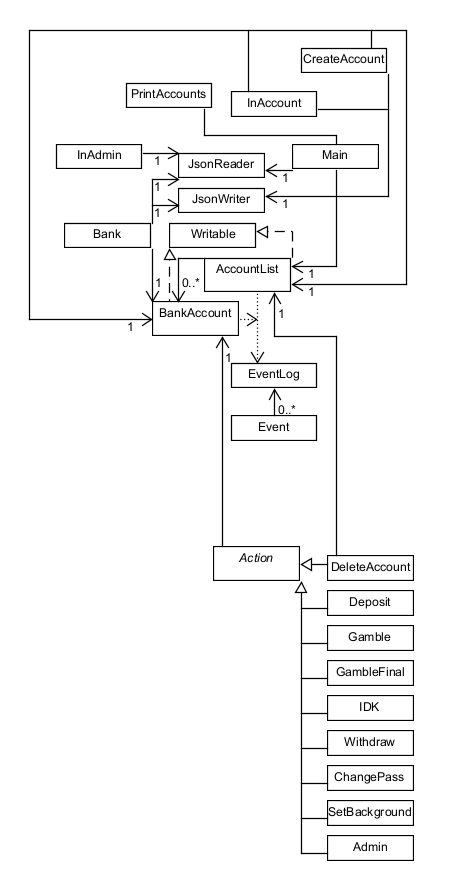 CreateAccount
PrintAccounts
InAccount
InAdmin
JsonReader
Main
1
1
1
JsonWriter
1
1
Bank
Writable
AccountList
1
1
0..*
1
BankAccount
1
1
1
EventLog
0..*
Event
Action
DeleteAccount
Deposit
Gamble
GambleFinal
IDK
Withdraw
ChangePass
SetBackground
Admin